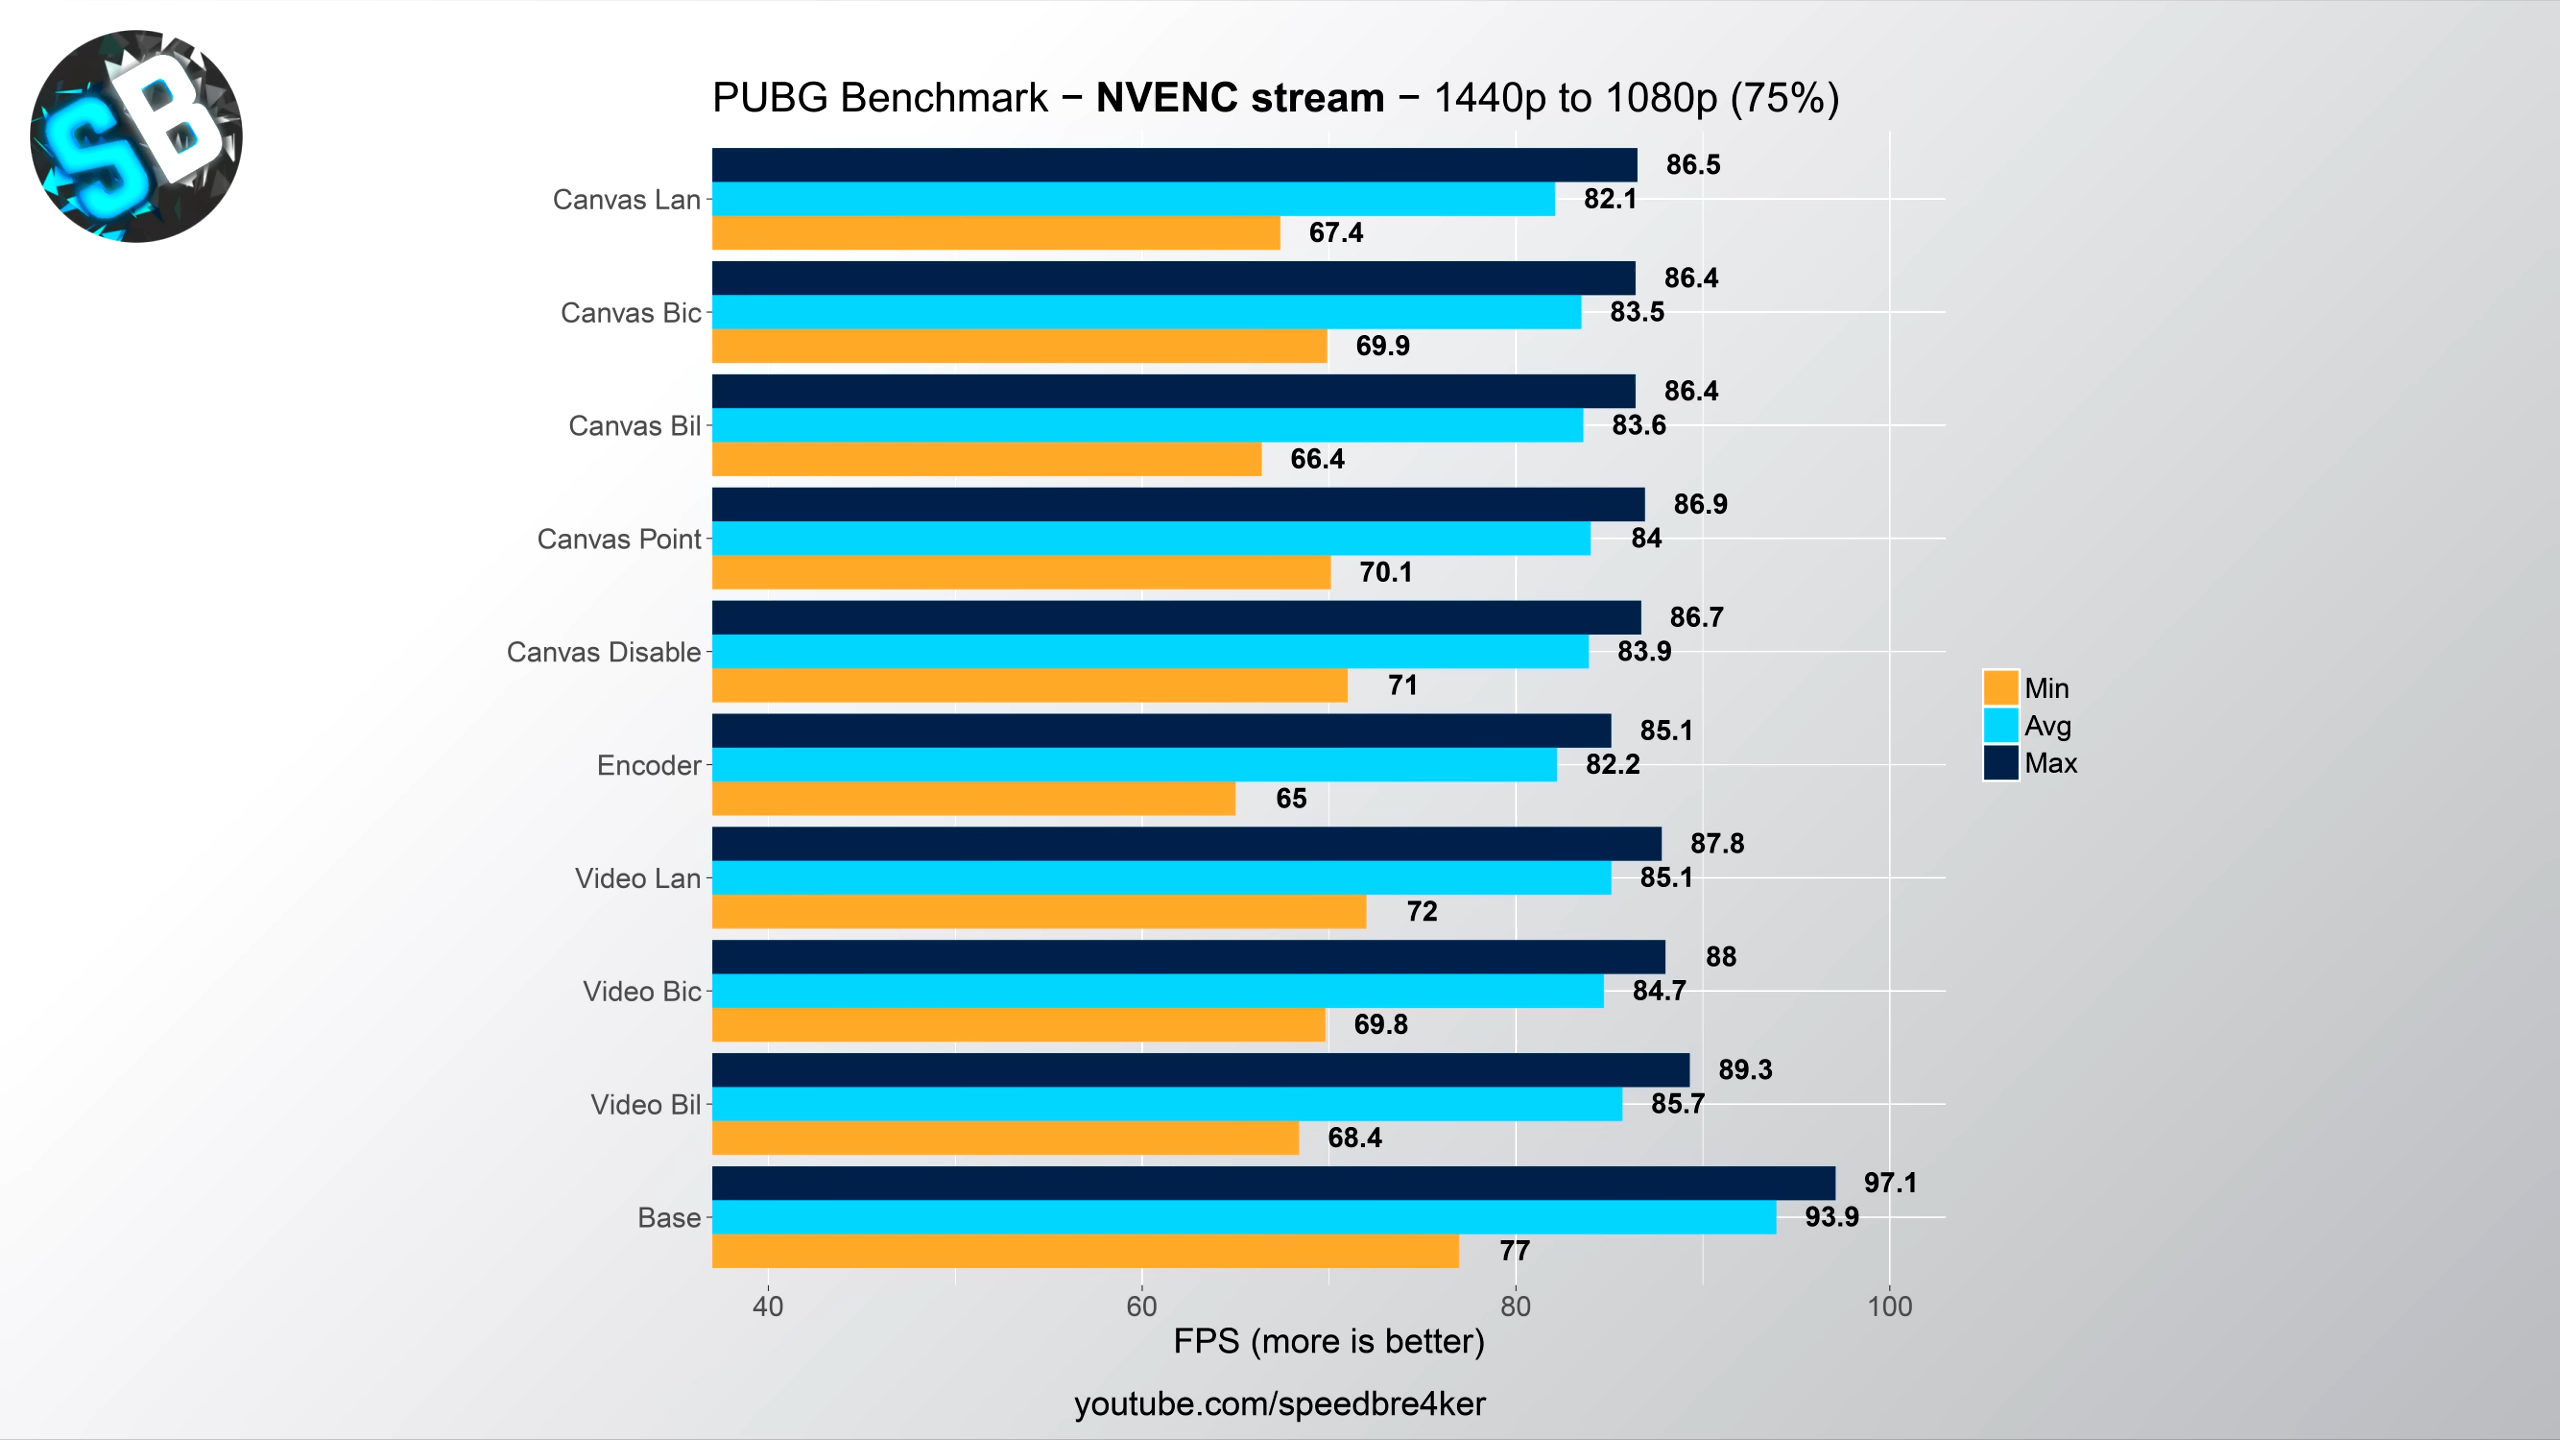 SB
PUBG Benchmark − NVENC stream − 1440p to 1080p (75%)
Canvas Lan
86.5
82.1
67.4
Canvas Bic
86.4
83.5
69.9
Canvas Bil
86.4
83.6
66.4
Canvas Point
86.9
84
70.1
Canvas Disable
86.7
83.9
71
Encoder
85.1
82.2
65
Video Lan
87.8
85.1
72
Video Bic
88
84.7
69.8
Video Bil
89.3
85.7
68.4
Base
97.1
93.9
77
Min
Avg
Max
40 60 80 100
FPS (more is better)
youtube.com/speedbre4ker